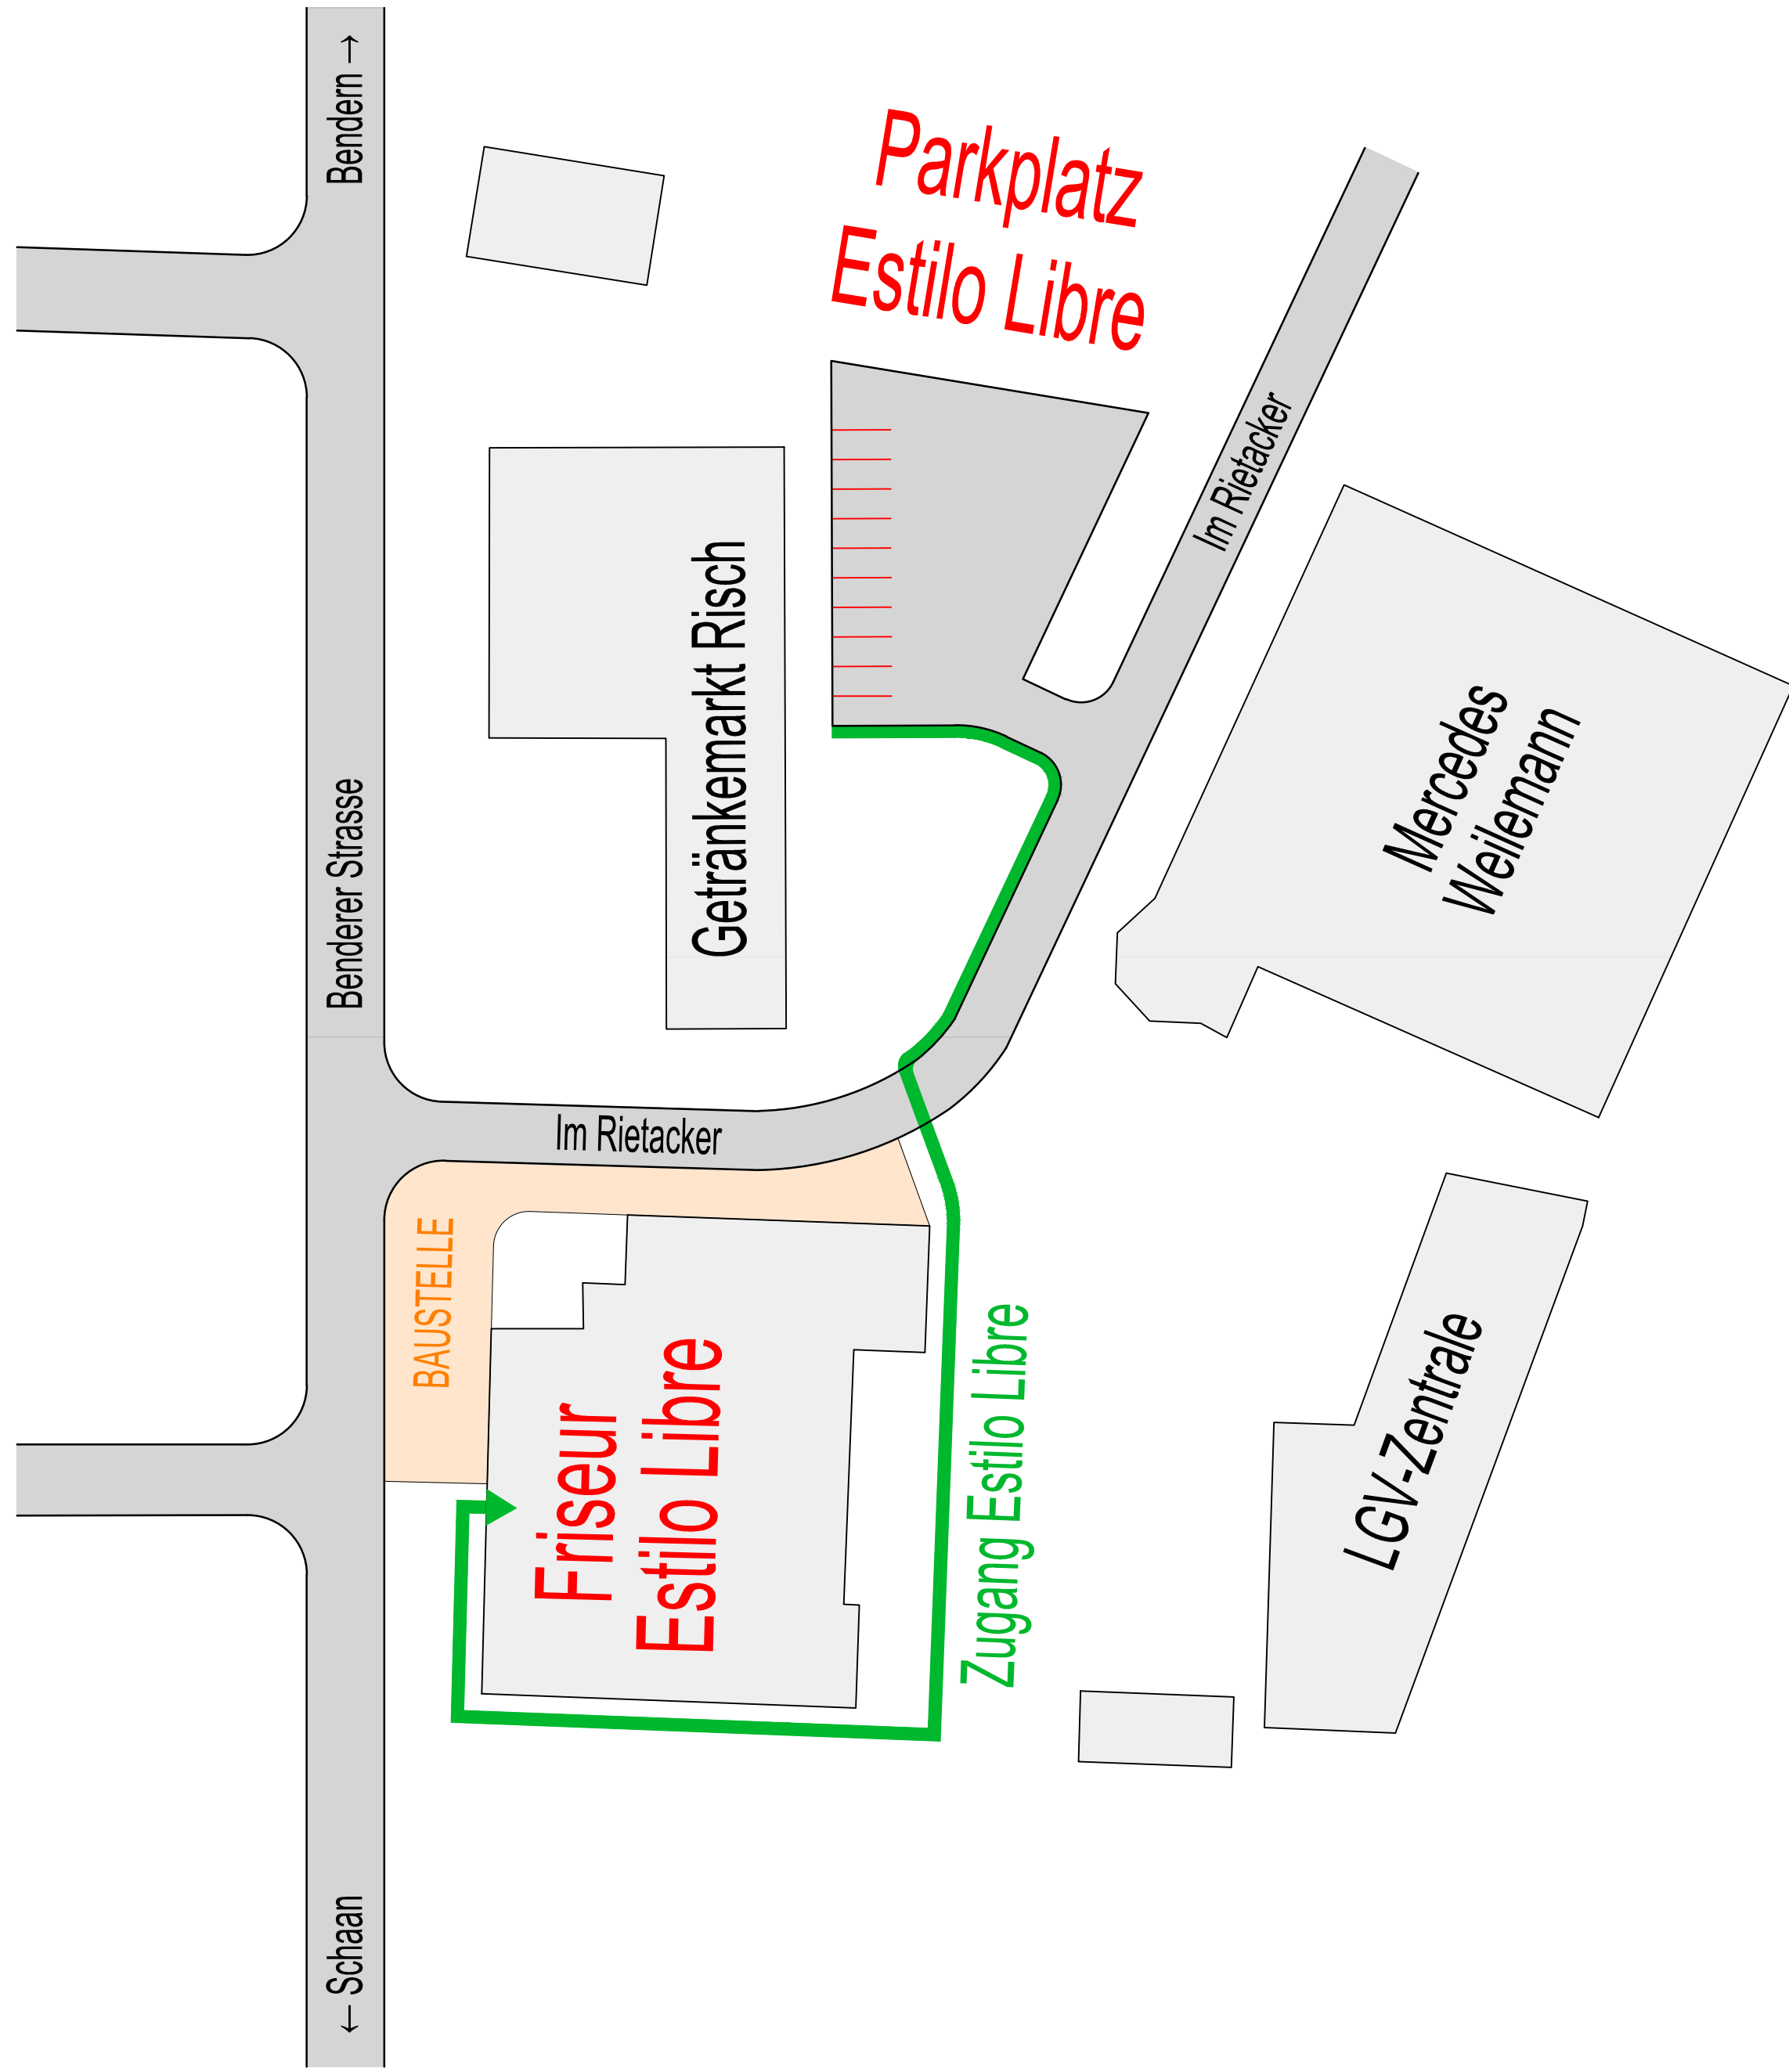 Bendern →
Parkplatz
Estilo Libre
Im Rietacker
Getränkemarkt Risch
Mercedes
Weilemann
Benderer Strasse
Im Rietacker
BAUSTELLE
Friseur
Estilo Libre
Zugang Estilo Libre
LGV-Zentrale
← Schaan